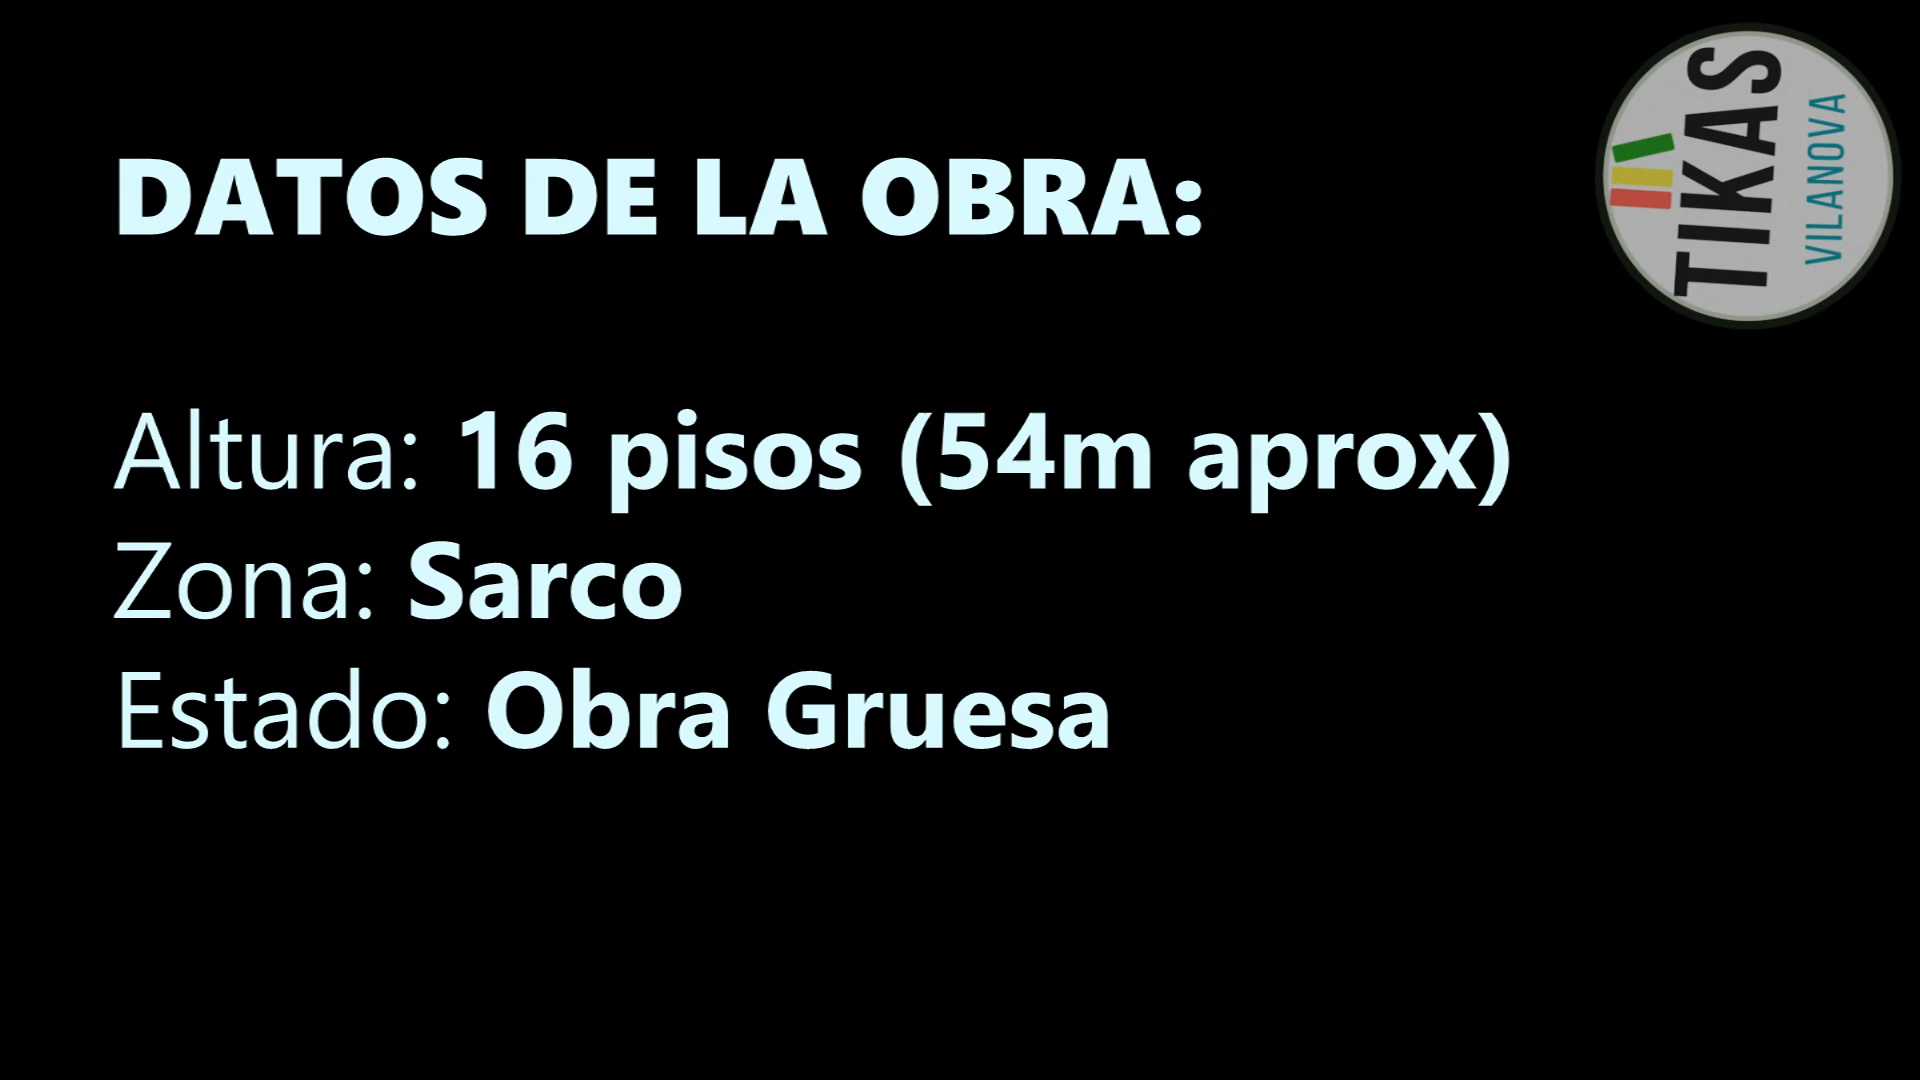 DATOS DE LA OBRA:
Altura: 16 pisos (54m aprox)
Zona: Sarco
Estado: Obra Gruesa
TIKAS
VILANOVA